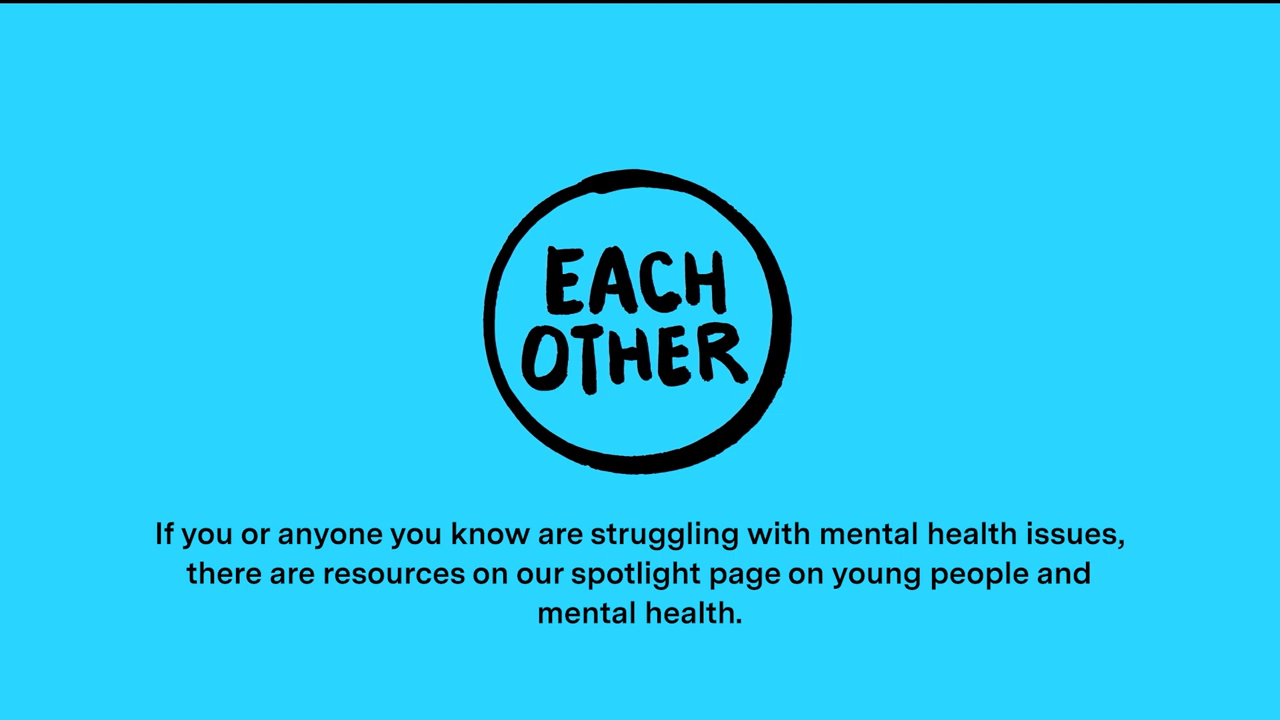 EACH
OTHER
If you or anyone you know are struggling with mental health issues,
there are resources on our spotlight page on young people and
mental health.